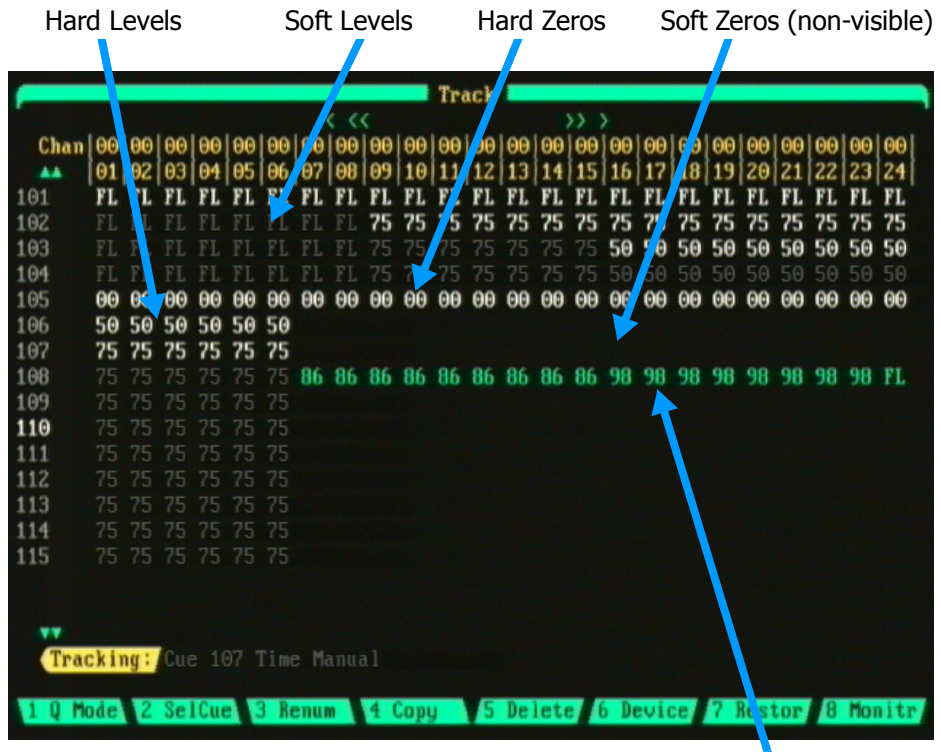 Hard Levels Soft Levels Hard Zeros Soft Zeros (non-visible)
Track
< << >> >
Chan 00 00 00 00 00 00 00 00 00 00 00 00 00 00 00 00 00 00 00 00 00 00 00 00
01 02 03 04 05 06 07 08 09 10 11 12 13 14 15 16 17 18 19 20 21 22 23 24
101 FL FL FL FL FL FL FL FL FL FL FL FL FL FL FL FL FL FL FL FL FL FL FL FL
102 FL FL FL FL FL FL FL FL 75 75 75 75 75 75 75 75 75 75 75 75 75 75 75 75
103 FL FL FL FL FL FL FL FL 75 75 75 75 75 75 75 50 50 50 50 50 50 50 50 50
104 FL FL FL FL FL FL FL FL 75 75 75 75 75 75 75 50 50 50 50 50 50 50 50 50
105 00 00 00 00 00 00 00 00 00 00 00 00 00 00 00 00 00 00 00 00 00 00 00 00
106 50 50 50 50 50 50
107 75 75 75 75 75 75
108 75 75 75 75 75 75 86 86 86 86 86 86 86 86 86 98 98 98 98 98 98 98 98 FL
109 75 75 75 75 75 75
110 75 75 75 75 75 75
111 75 75 75 75 75 75
112 75 75 75 75 75 75
113 75 75 75 75 75 75
114 75 75 75 75 75 75
115 75 75 75 75 75 75
Tracking: Cue 107 Time Manual
1 Q Mode 2 SelCue 3 Renum 4 Copy 5 Delete 6 Device 7 Restor 8 Monitr